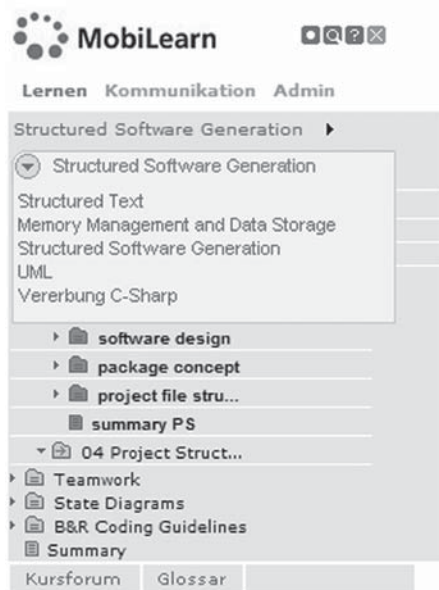 MobiLearn
Lernen Kommunikation Admin
Structured Software Generation
Structured Software Generation
Structured Text
Memory Management and Data Storage
Structured Software Generation
UML
Vererbung C-Sharp
software design
package concept
project file stru...
summary PS
04 Project Struct...
Teamwork
State Diagrams
B&R Coding Guidelines
Summary
Kursforum Glossar